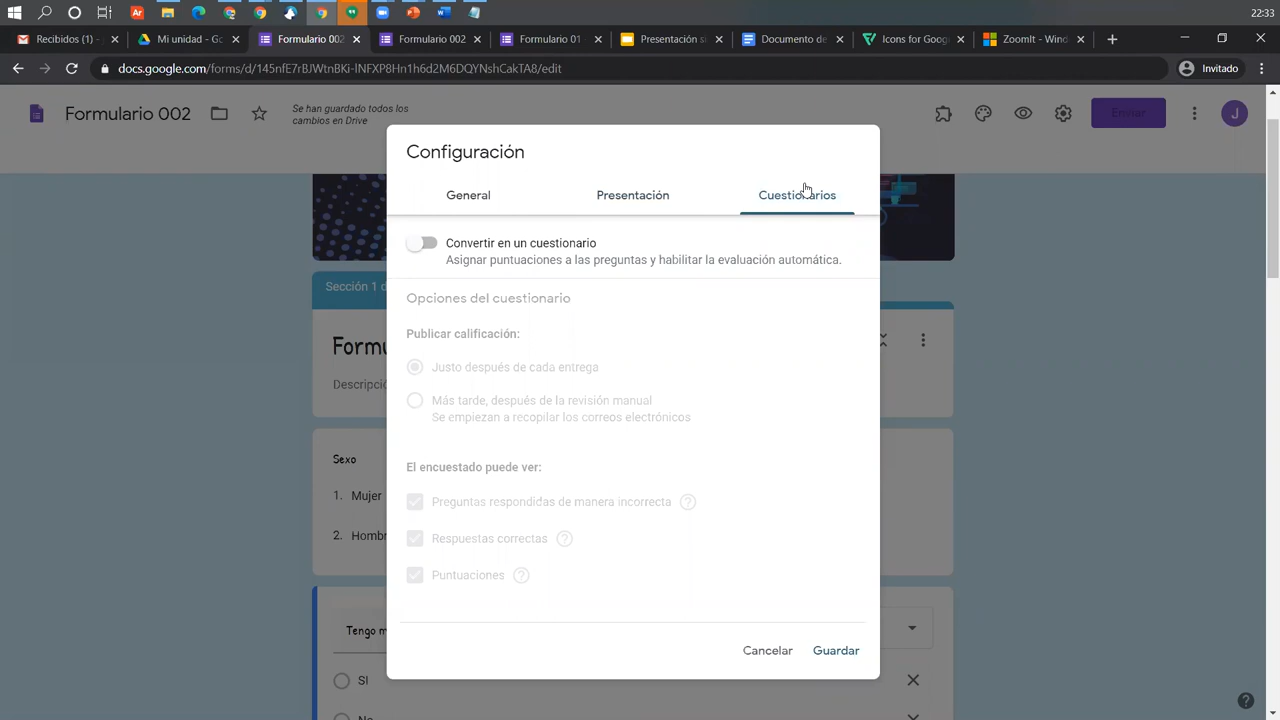 22:33
Recibidos (1) -
Mi unidad - Go
Formulario 002
Formulario 002
Formulario 01
Presentación si
Documento de
Icons for Goog
ZoomIt - Wind
docs.google.com/forms/d/145nfE7rBJWtnBKi-lNFXP8Hn1h6d2M6DQYNshCakTA8/edit
Invitado
Formulario 002
Se han guardado todos los
cambios en Drive
Enviar
J
Configuración
General
Presentación
Cuestionarios
Convertir en un cuestionario
Asignar puntuaciones a las preguntas y habilitar la evaluación automática.
Sección 1 d
Opciones del cuestionario
Publicar calificación:
Formu
Justo después de cada entrega
Descripció
Más tarde, después de la revisión manual
Se empiezan a recopilar los correos electrónicos
Sexo
El encuestado puede ver:
1. Mujer
Preguntas respondidas de manera incorrecta
2. Hombr
Respuestas correctas
Puntuaciones
Tengo m
Cancelar
Guardar
SI
No